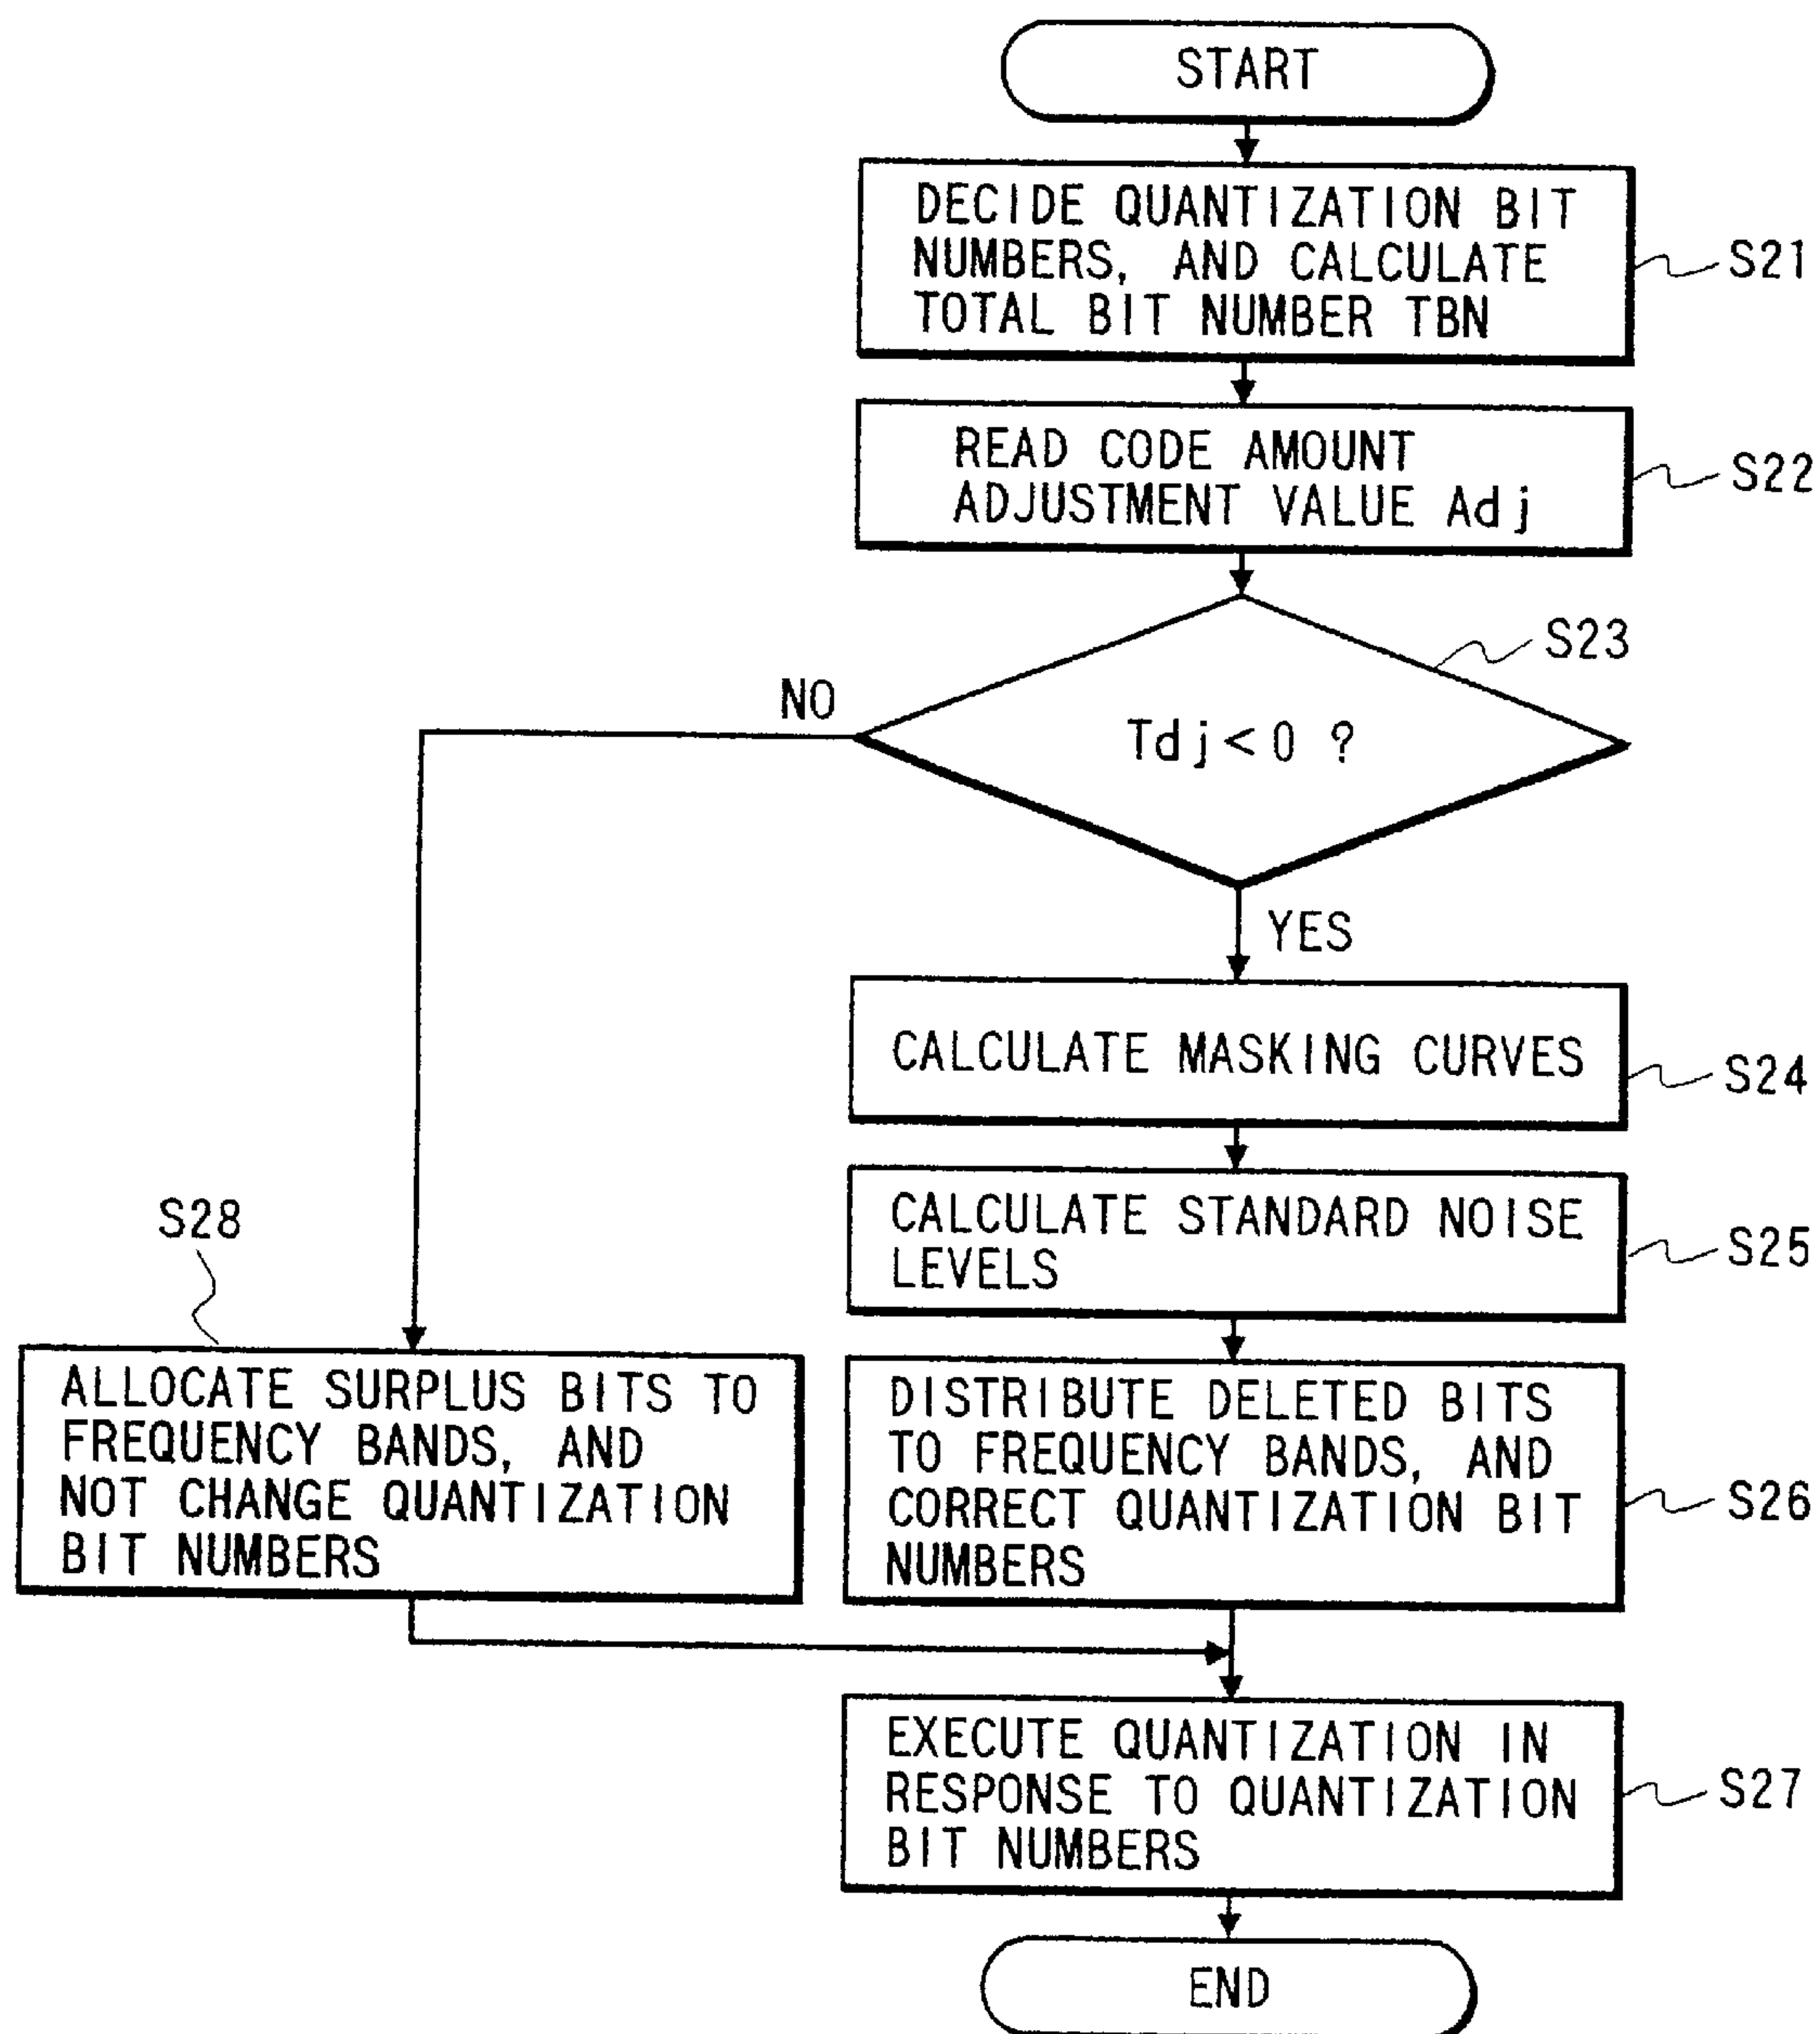 START
DECIDE QUANTIZATION BIT
NUMBERS, AND CALCULATE
TOTAL BIT NUMBER TBN
S21
READ CODE AMOUNT
ADJUSTMENT VALUE Adj
S22
S23
NO
Tdj<0 ?
YES
CALCULATE MASKING CURVES
S24
CALCULATE STANDARD NOISE
LEVELS
S25
S28
ALLOCATE SURPLUS BITS TO
FREQUENCY BANDS, AND
NOT CHANGE QUANTIZATION
BIT NUMBERS
DISTRIBUTE DELETED BITS
TO FREQUENCY BANDS, AND
CORRECT QUANTIZATION BIT
NUMBERS
S26
EXECUTE QUANTIZATION IN
RESPONSE TO QUANTIZATION
BIT NUMBERS
S27
END